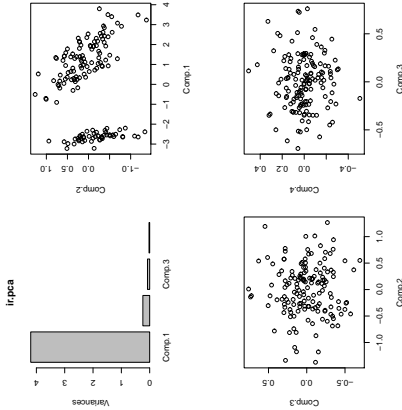 ir.pca
Variances
0 1 2 3 4
Comp.1 Comp.3
Comp.2
1.0 0.5 0.0 -1.0
-3 -2 -1 0 1 2 3 4
Comp.1
Comp.3
0.5 0.0 -0.5
-1.0 -0.5 0.0 0.5 1.0
Comp.2
Comp.4
0.4 0.2 0.0 -0.4
-0.5 0.0 0.5
Comp.3